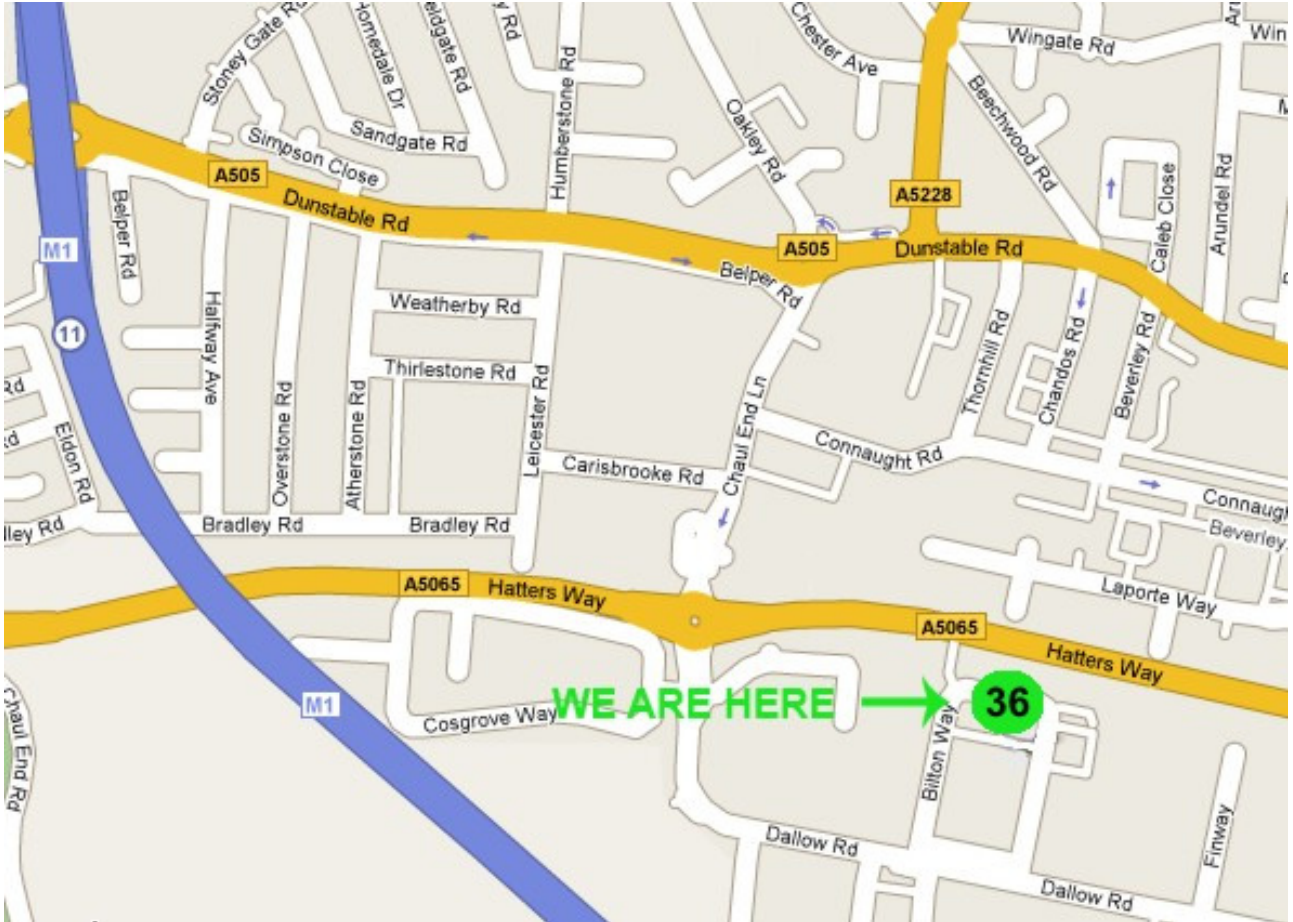 Stoney Gate Rd
Homedale Dr
eldgate Rd
y Rd
Humberstone Rd
Chester Ave
Wingate Rd
Win
Aru
Sandgate Rd
Simpson Close
Oakley Rd
Beechwood Rd
M
A505
A5228
Arundel Rd
Caleb Close
Dunstable Rd
Belper Rd
M1
A505
Dunstable Rd
Belper Rd
Weatherby Rd
11
Halfway Ave
Thirlestone Rd
Thornhill Rd
Chandos Rd
Beverley Rd
Rd
Leicester Rd
Chaul End Ln
Overstone Rd
Atherstone Rd
Eldon Rd
Connaught Rd
Carisbrooke Rd
Connaugh
lley Rd
Bradley Rd
Bradley Rd
Beverley
A5065
Hatters Way
Laporte Way
A5065
Hatters Way
M1
WE ARE HERE
36
Cosgrove Way
Chaul End Rd
Bilton Way
Dallow Rd
Finway
Dallow Rd